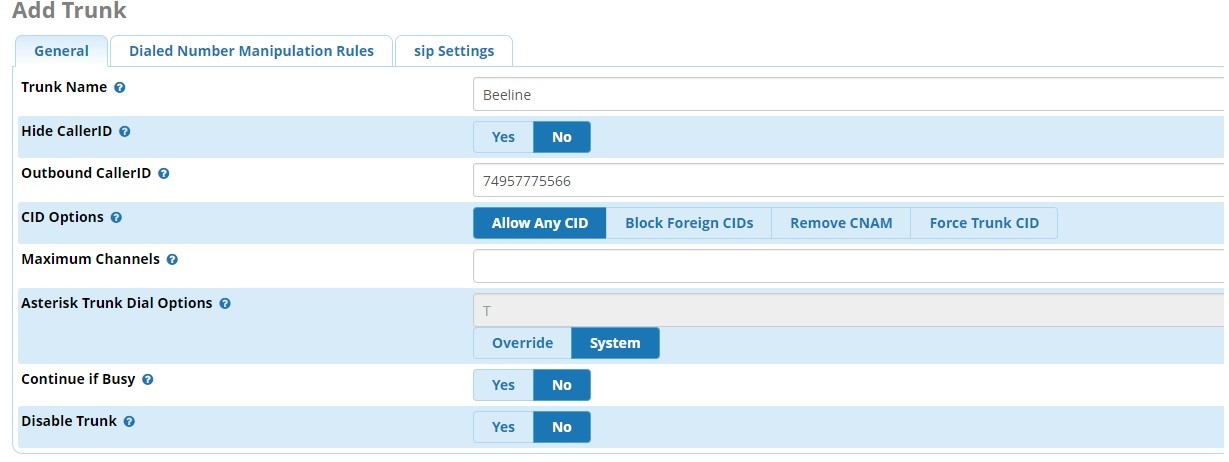 Add Trunk
General Dialed Number Manipulation Rules sip Settings
Trunk Name Beeline
Hide CallerID Yes No
Outbound CallerID 74957775566
CID Options Allow Any CID Block Foreign CIDs Remove CNAM Force Trunk CID
Maximum Channels
Asterisk Trunk Dial Options T
Override System
Continue if Busy Yes No
Disable Trunk Yes No